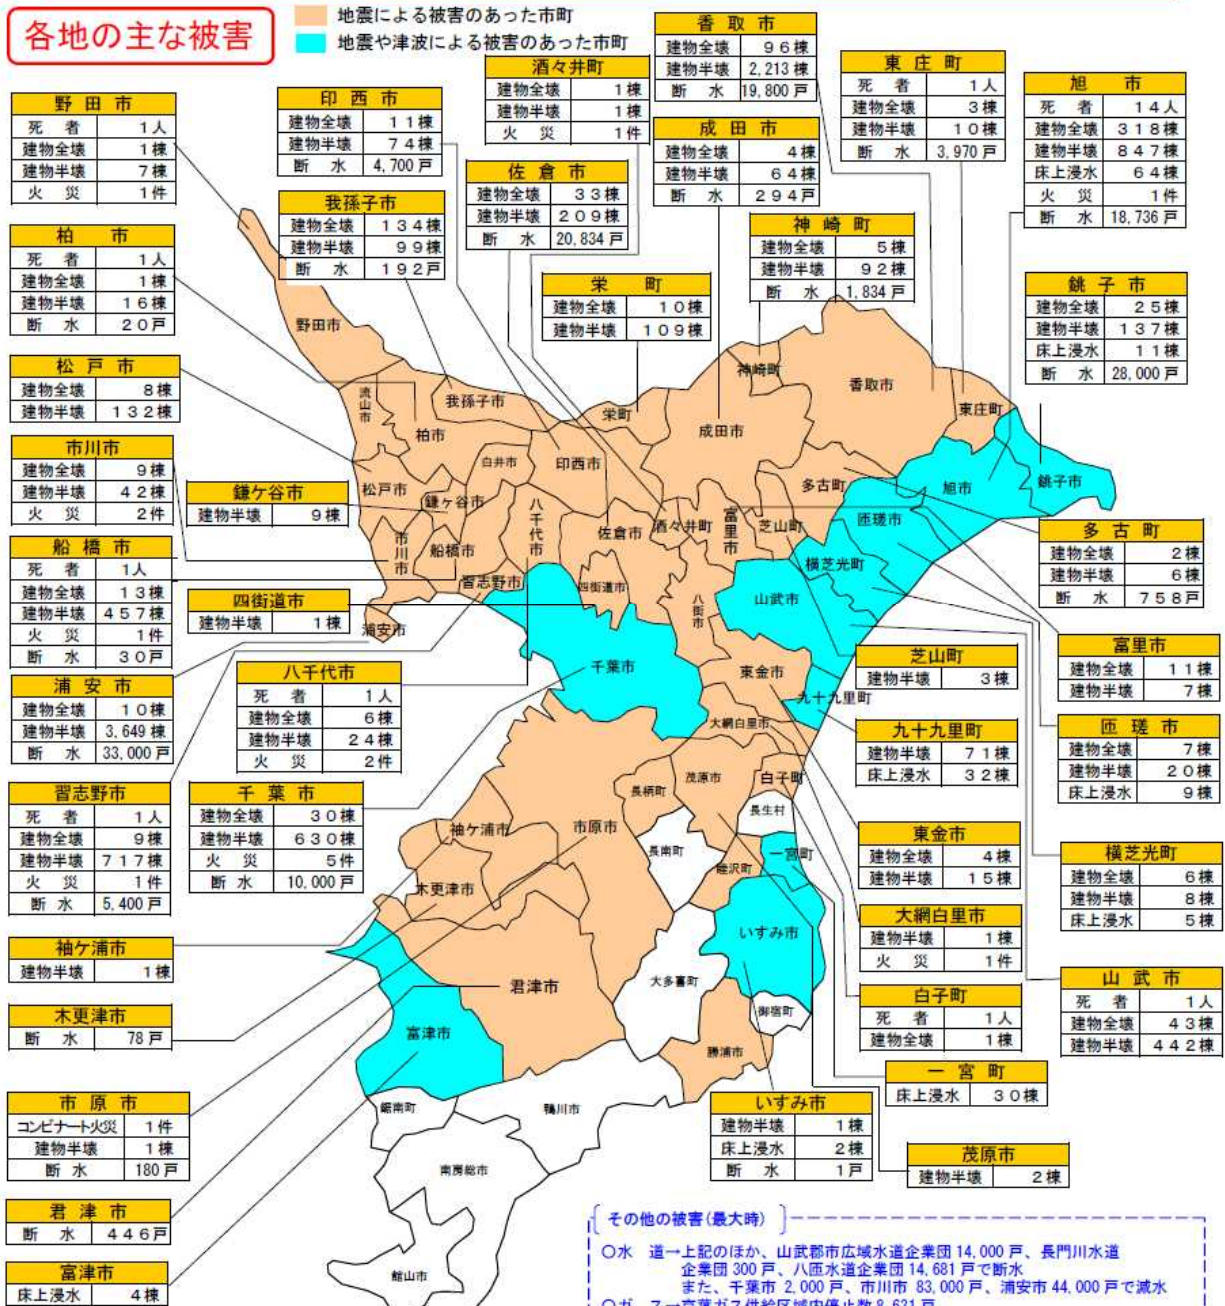 各地の主な被害
地震による被害のあった市町
地震や津波による被害のあった市町
野田市
死者 1人
建物全壊 1棟
建物半壊 7棟
火災 1件
柏市
死者 1人
建物全壊 1棟
建物半壊 16棟
断水 20戸
松戸市
建物全壊 8棟
建物半壊 132棟
市川市
建物全壊 9棟
建物半壊 42棟
火災 2件
船橋市
死者 1人
建物全壊 13棟
建物半壊 457棟
火災 1件
断水 30戸
浦安市
建物全壊 10棟
建物半壊 3,649棟
断水 33,000戸
習志野市
死者 1人
建物全壊 9棟
建物半壊 717棟
火災 1件
断水 5,400戸
袖ケ浦市
建物半壊 1棟
木更津市
断水 78戸
市原市
コンビナート火災 1件
建物半壊 1棟
断水 180戸
君津市
断水 446戸
富津市
床上浸水 4棟
印西市
建物全壊 11棟
建物半壊 74棟
断水 4,700戸
我孫子市
建物全壊 134棟
建物半壊 99棟
断水 192戸
鎌ケ谷市
建物半壊 9棟
四街道市
建物半壊 1棟
八千代市
死者 1人
建物全壊 6棟
建物半壊 24棟
火災 2件
千葉市
建物全壊 30棟
建物半壊 630棟
火災 5件
断水 10,000戸
酒々井町
建物全壊 1棟
建物半壊 1棟
火災 1件
佐倉市
建物全壊 33棟
建物半壊 209棟
断水 20,834戸
栄町
建物全壊 10棟
建物半壊 109棟
香取市
建物全壊 96棟
建物半壊 2,213棟
断水 19,800戸
成田市
建物全壊 4棟
建物半壊 64棟
断水 294戸
神崎町
建物全壊 5棟
建物半壊 92棟
断水 1,834戸
東庄町
死者 1人
建物全壊 3棟
建物半壊 10棟
断水 3,970戸
旭市
死者 14人
建物全壊 318棟
建物半壊 847棟
床上浸水 64棟
火災 1件
断水 18,736戸
銚子市
建物全壊 25棟
建物半壊 137棟
床上浸水 11棟
断水 28,000戸
多古町
建物全壊 2棟
建物半壊 6棟
断水 758戸
富里市
建物全壊 11棟
建物半壊 7棟
芝山町
建物半壊 3棟
九十九里町
建物半壊 71棟
床上浸水 32棟
匝瑳市
建物全壊 7棟
建物半壊 20棟
床上浸水 9棟
東金市
建物全壊 4棟
建物半壊 15棟
横芝光町
建物全壊 6棟
建物半壊 8棟
床上浸水 5棟
大網白里市
建物半壊 1棟
火災 1件
山武市
死者 1人
建物全壊 43棟
建物半壊 442棟
白子町
死者 1人
建物全壊 1棟
一宮町
床上浸水 30棟
いすみ市
建物半壊 1棟
床上浸水 2棟
断水 1戸
茂原市
建物半壊 2棟
野田市
流山市
柏市
我孫子市
松戸市
白井市
印西市
栄町
成田市
神崎町
香取市
東庄町
銚子市
旭市
匝瑳市
多古町
横芝光町
芝山町
富里市
酒々井町
佐倉市
八千代市
鎌ヶ谷市
船橋市
市川市
習志野市
浦安市
四街道市
八街市
山武市
千葉市
東金市
九十九里町
大網白里市
茂原市
白子町
長柄町
長生村
市原市
袖ケ浦市
長南町
一宮町
睦沢町
木更津市
いすみ市
君津市
大多喜町
御宿町
富津市
勝浦市
鋸南町
鴨川市
南房総市
館山市
その他の被害(最大時)
○水 道→上記のほか、山武郡市広域水道企業団14,000戸、長門川水道
企業団300戸、八匝水道企業団14,681戸で断水
また、千葉市 2,000戸、市川市 83,000戸、浦安市44,000戸で減水
○ガ ス→京葉ガス供給区域内停止数8,631戸